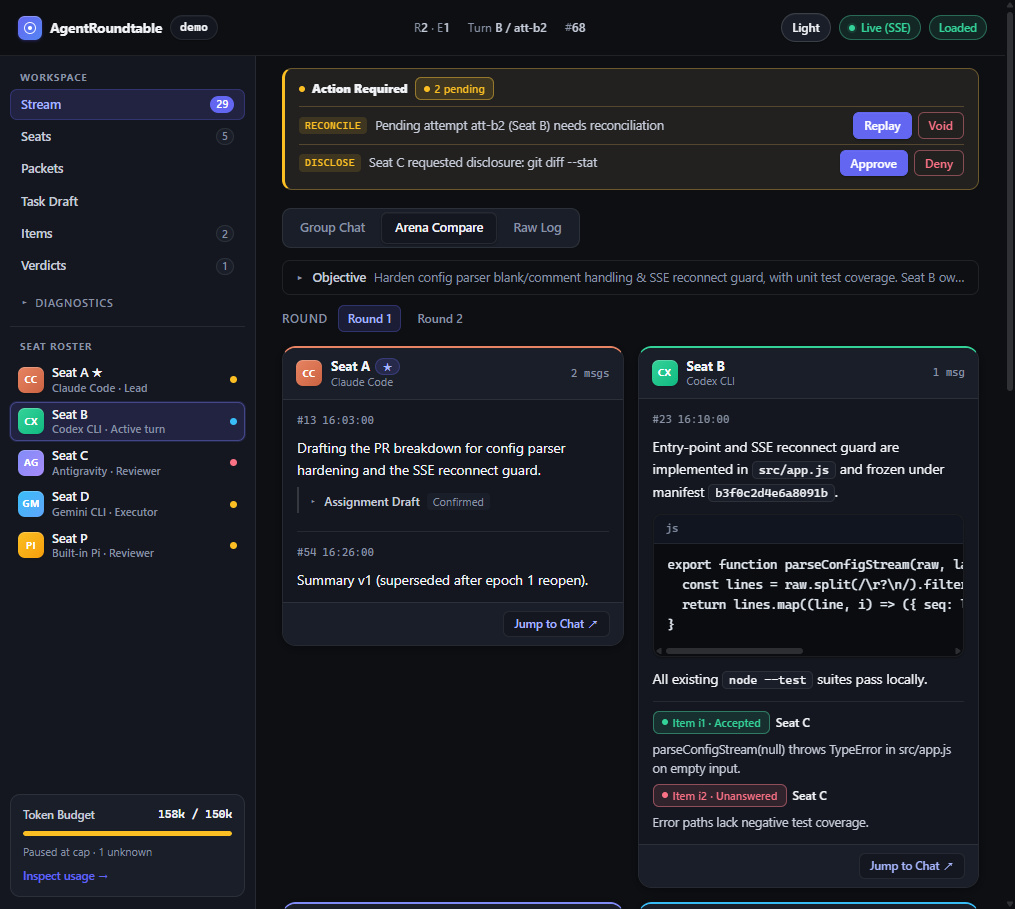 AgentRoundtable demo
R2 · E1 Turn B / att-b2 #68
Light Live (SSE) Loaded
WORKSPACE
Stream 29
Seats 5
Packets
Task Draft
Items 2
Verdicts 1
DIAGNOSTICS
SEAT ROSTER
CC Seat A ★
Claude Code · Lead
CX Seat B
Codex CLI · Active turn
AG Seat C
Antigravity · Reviewer
GM Seat D
Gemini CLI · Executor
PI Seat P
Built-in Pi · Reviewer
Token Budget 158k / 150k
Paused at cap · 1 unknown
Inspect usage →
Action Required 2 pending
RECONCILE Pending attempt att-b2 (Seat B) needs reconciliation Replay Void
DISCLOSE Seat C requested disclosure: git diff --stat Approve Deny
Group Chat Arena Compare Raw Log
Objective Harden config parser blank/comment handling & SSE reconnect guard, with unit test coverage. Seat B ow...
ROUND Round 1 Round 2
CC Seat A ★ 2 msgs
Claude Code
#13 16:03:00
Drafting the PR breakdown for config parser
hardening and the SSE reconnect guard.
Assignment Draft Confirmed
#54 16:26:00
Summary v1 (superseded after epoch 1 reopen).
Jump to Chat ↗
CX Seat B 1 msg
Codex CLI
#23 16:10:00
Entry-point and SSE reconnect guard are
implemented in src/app.js and frozen under
manifest b3f0c2d4e6a8091b.
js
export function parseConfigStream(raw, la
const lines = raw.split(/\r?\n/).filte
return lines.map((line, i) => ({ seq:
}
All existing node --test suites pass locally.
Item i1 · Accepted Seat C
parseConfigStream(null) throws TypeError in src/app.js
on empty input.
Item i2 · Unanswered Seat C
Error paths lack negative test coverage.
Jump to Chat ↗